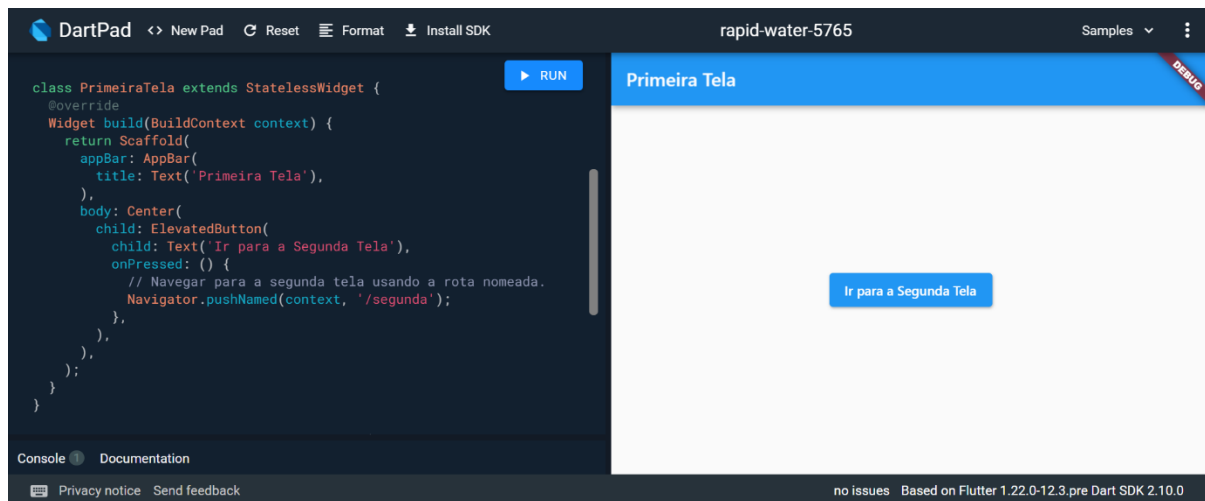 DartPad <> New Pad Reset Format Install SDK rapid-water-5765 Samples
RUN
class PrimeiraTela extends StatelessWidget {
@override
Widget build(BuildContext context) {
return Scaffold(
appBar: AppBar(
title: Text('Primeira Tela'),
),
body: Center(
child: ElevatedButton(
child: Text('Ir para a Segunda Tela'),
onPressed: () {
// Navegar para a segunda tela usando a rota nomeada.
Navigator.pushNamed(context, '/segunda');
},
),
),
);
}
}
Console 1 Documentation
Primeira Tela
DEBUG
Ir para a Segunda Tela
Privacy notice Send feedback no issues Based on Flutter 1.22.0-12.3.pre Dart SDK 2.10.0